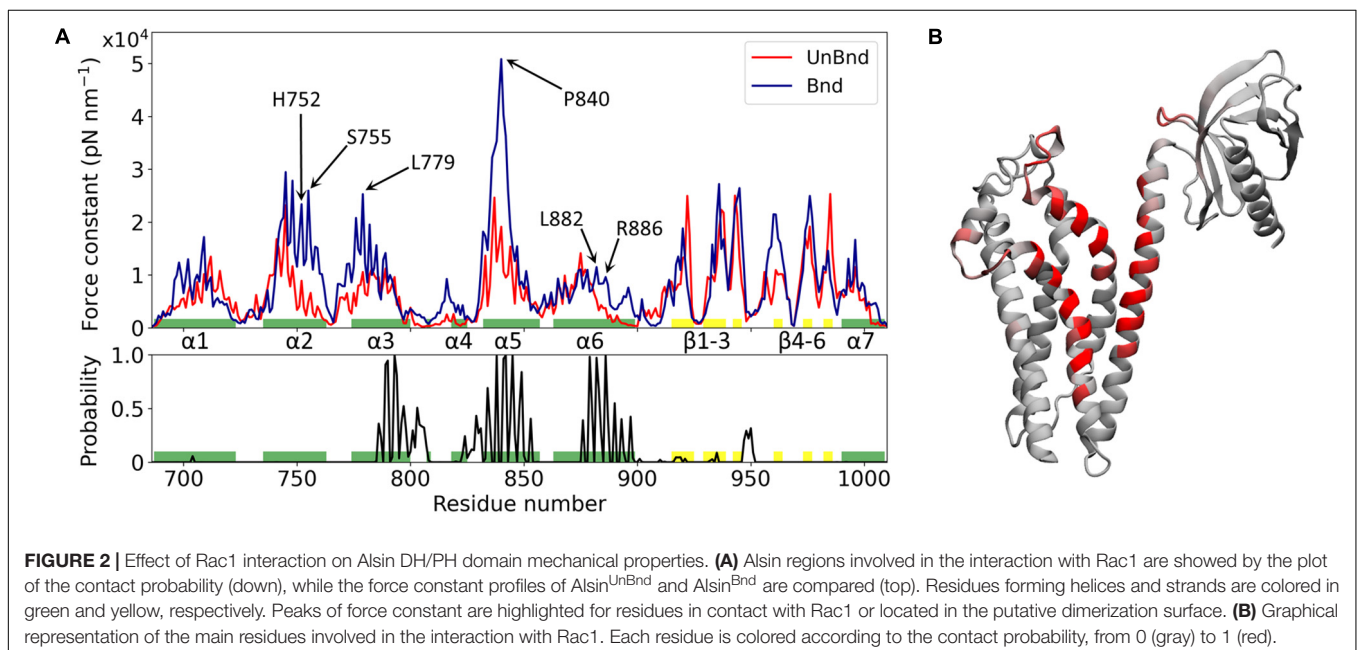 A
B
x10⁴
Force constant (pN nm⁻¹)
5
4
3
2
1
0
UnBnd
Bnd
H752
S755
L779
P840
L882
R886
α1 α2 α3 α4 α5 α6 β1-3 β4-6 α7
Probability
1.0
0.5
0
700 750 800 850 900 950 1000
Residue number
FIGURE 2 | Effect of Rac1 interaction on Alsin DH/PH domain mechanical properties. (A) Alsin regions involved in the interaction with Rac1 are showed by the plot
of the contact probability (down), while the force constant profiles of Alsin^UnBnd and Alsin^Bnd are compared (top). Residues forming helices and strands are colored in
green and yellow, respectively. Peaks of force constant are highlighted for residues in contact with Rac1 or located in the putative dimerization surface. (B) Graphical
representation of the main residues involved in the interaction with Rac1. Each residue is colored according to the contact probability, from 0 (gray) to 1 (red).